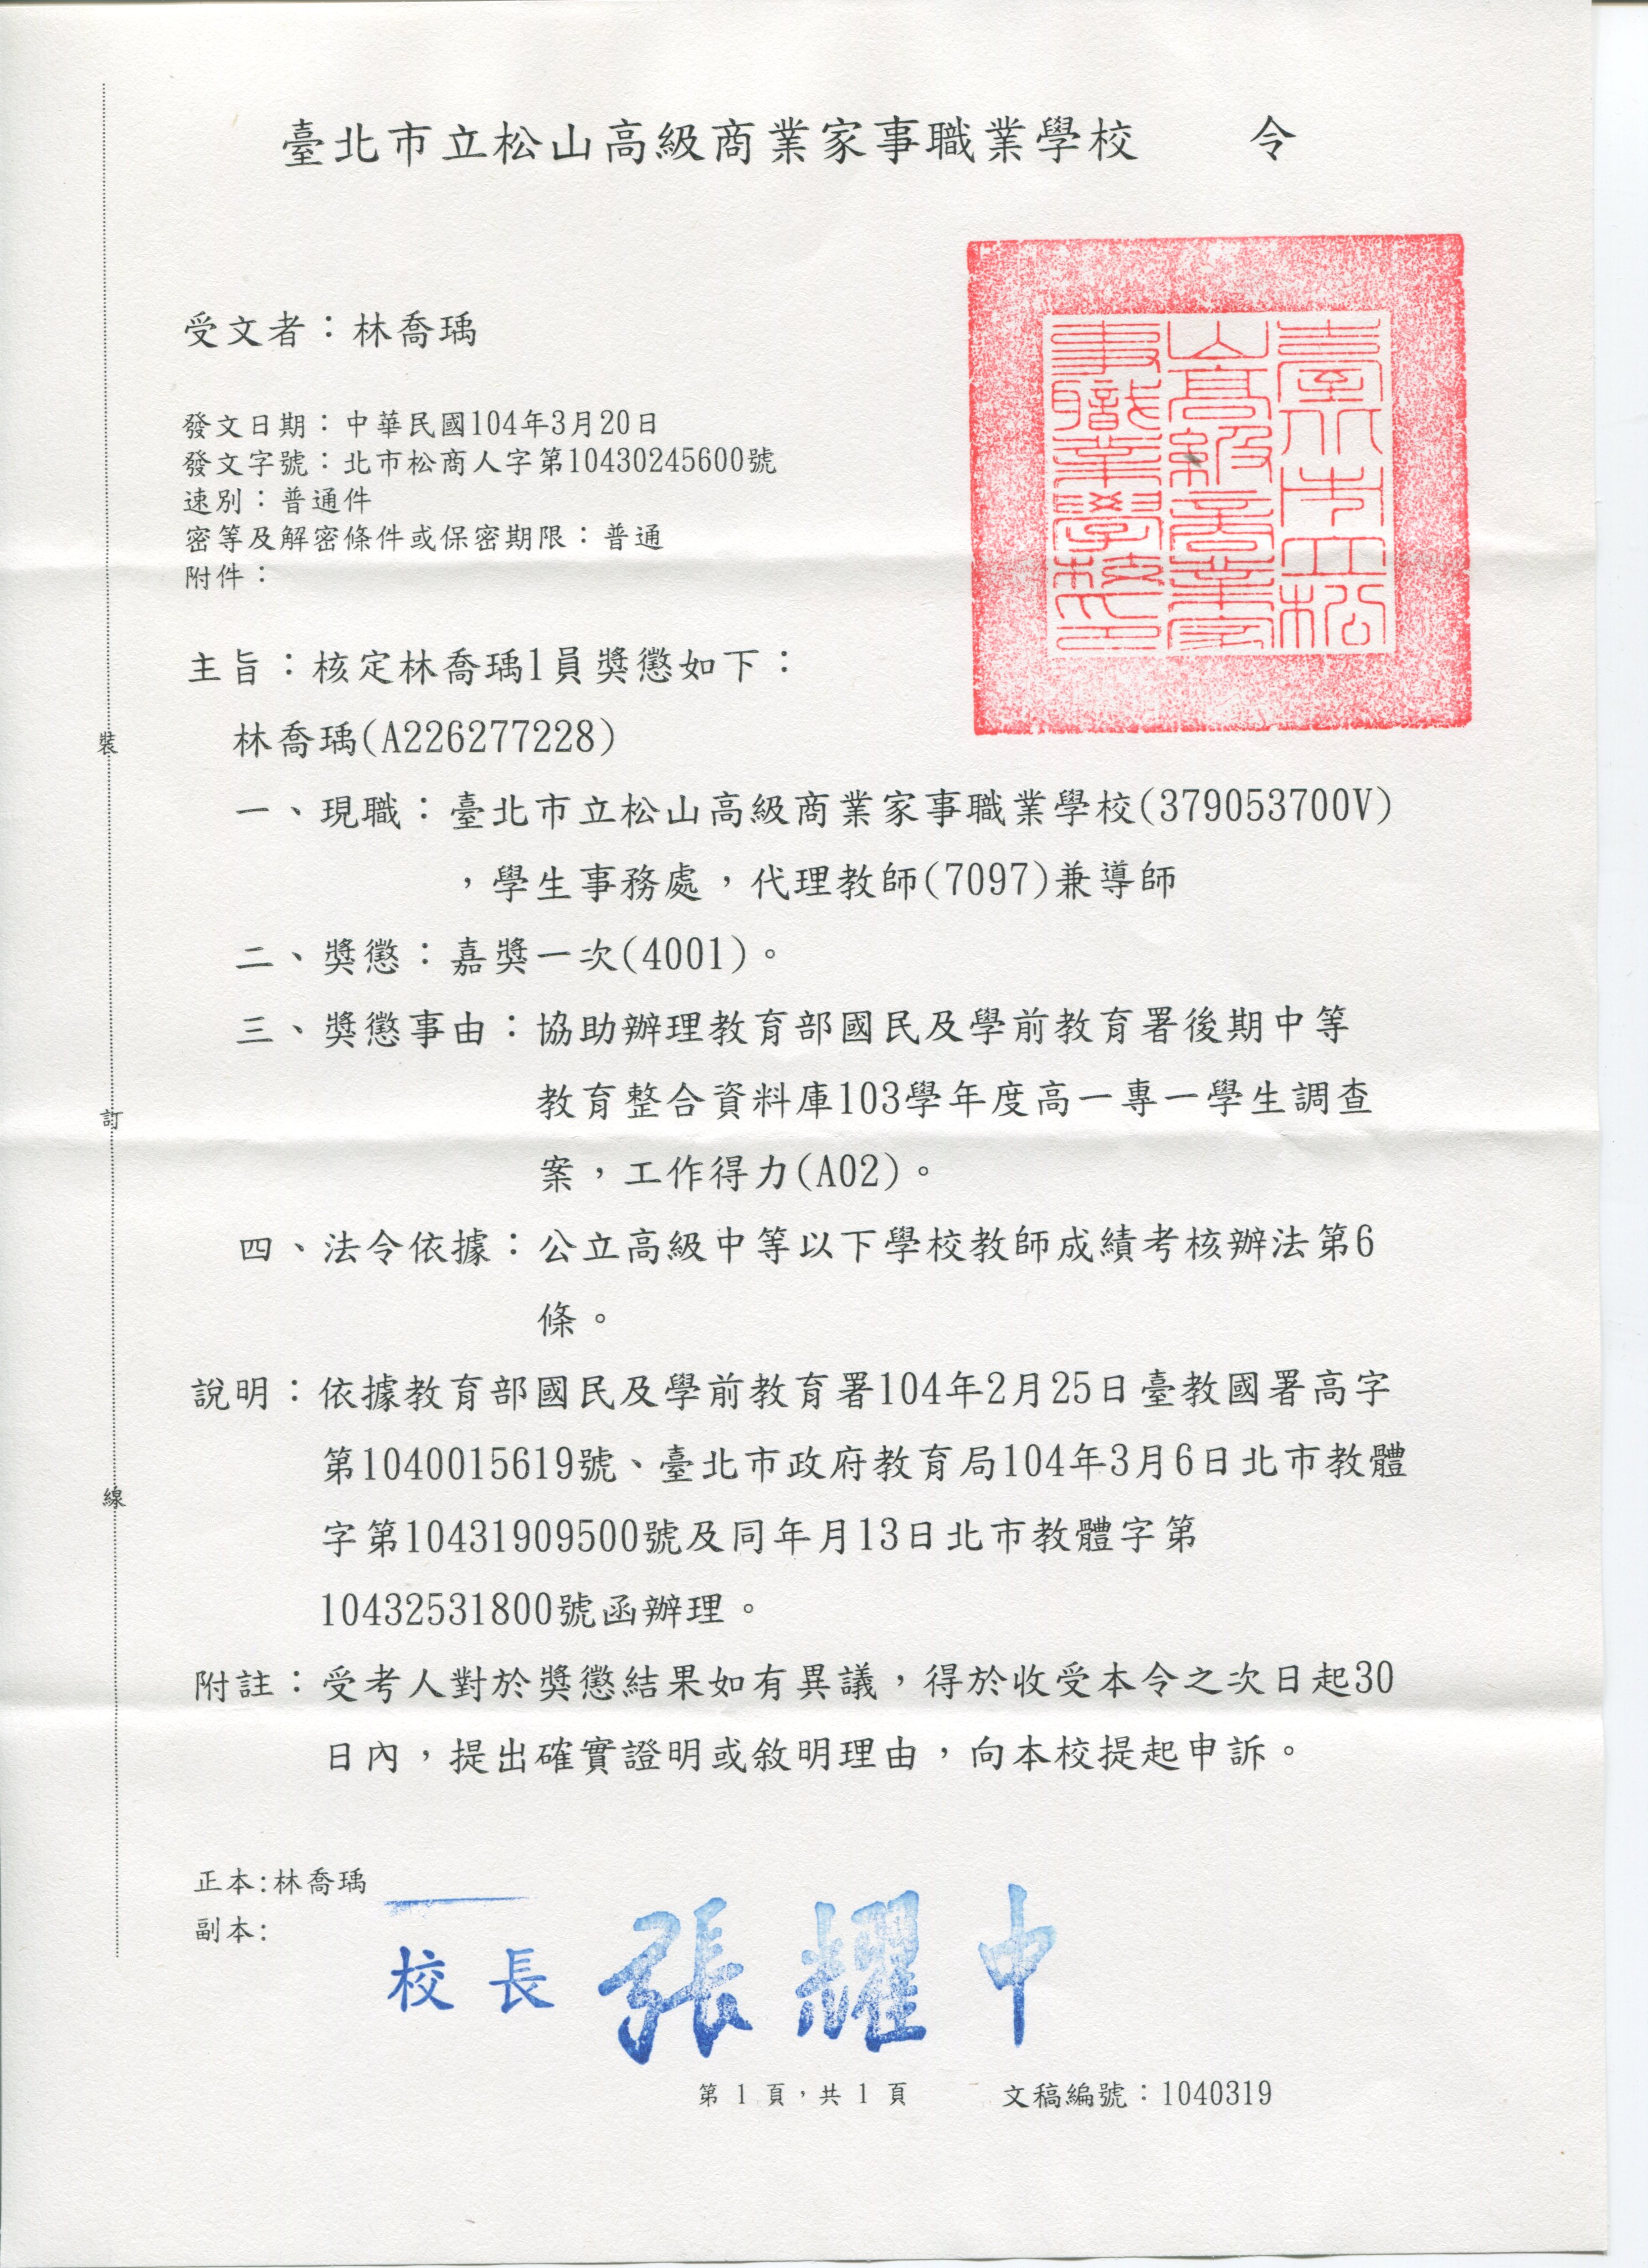 臺北市立松山高級商業家事職業學校　令
受文者：林喬瑀
發文日期：中華民國104年3月20日
發文字號：北市松商人字第10430245600號
速別：普通件
密等及解密條件或保密期限：普通
附件：
臺北市立松
山高級商業家
事職業學校印
主旨：核定林喬瑀1員獎懲如下：
林喬瑀(A226277228)
一、現職：臺北市立松山高級商業家事職業學校(379053700V)
，學生事務處，代理教師(7097)兼導師
二、獎懲：嘉獎一次(4001)。
三、獎懲事由：協助辦理教育部國民及學前教育署後期中等
教育整合資料庫103學年度高一專一學生調查
案，工作得力(A02)。
四、法令依據：公立高級中等以下學校教師成績考核辦法第6
條。
說明：依據教育部國民及學前教育署104年2月25日臺教國署高字
第1040015619號、臺北市政府教育局104年3月6日北市教體
字第10431909500號及同年月13日北市教體字第
10432531800號函辦理。
附註：受考人對於獎懲結果如有異議，得於收受本令之次日起30
日內，提出確實證明或敘明理由，向本校提起申訴。
裝
訂
線
正本:林喬瑀
副本:
校長 張耀中
第 1 頁，共 1 頁　文稿編號：1040319